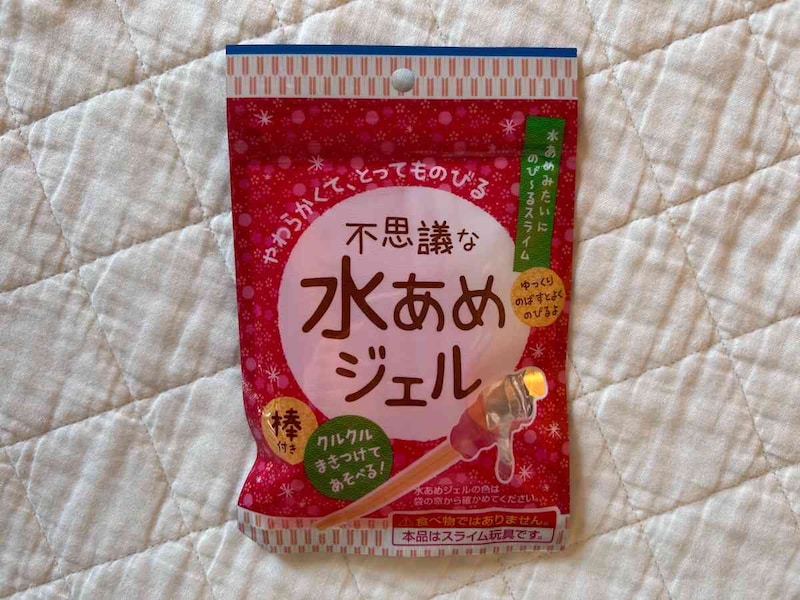 水あめみたいに
のび〜るスライム
やわらかくて、とってものびる
不思議な
水あめ
ジェル
ゆっくり
のばすとよく
のびるよ
棒
付き
クルクル
まきつけて
あそべる!
水あめジェルの色は
袋の窓から確かめてください。
⚠食べ物ではありません。
本品はスライム玩具です。